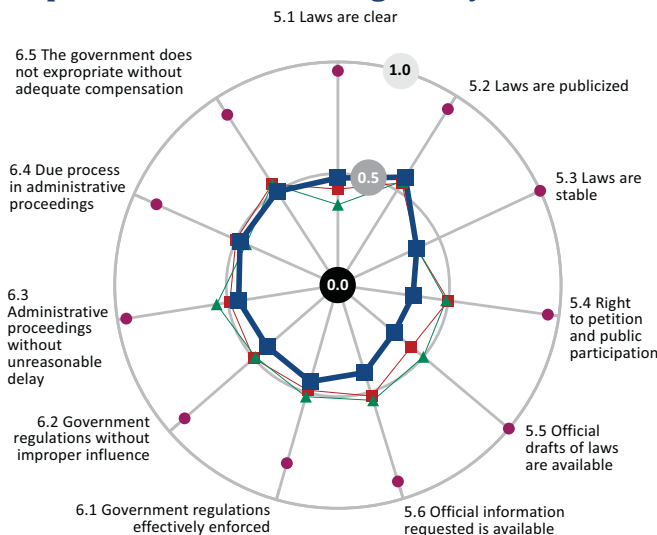 5.1 Laws are clear
6.5 The government does
not expropriate without
adequate compensation
1.0
5.2 Laws are publicized
6.4 Due process
in administrative
proceedings
0.5
5.3 Laws are
stable
0.0
6.3
Administrative
proceedings
without
unreasonable
delay
5.4 Right
to petition
and public
participation
6.2 Government
regulations without
improper influence
5.5 Official
drafts of laws
are available
6.1 Government regulations
effectively enforced
5.6 Official information
requested is available